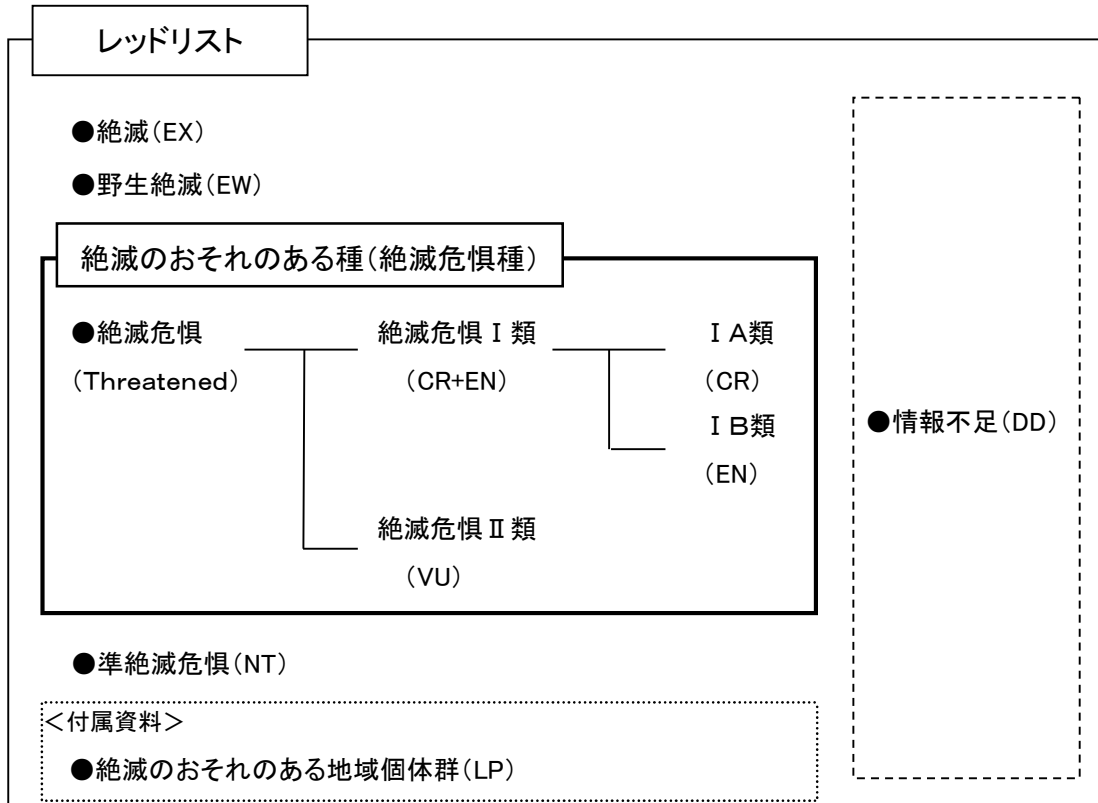 レッドリスト
●絶滅(EX)
●野生絶滅(EW)
絶滅のおそれのある種(絶滅危惧種)
●絶滅危惧 絶滅危惧Ⅰ類 ⅠA類
(Threatened) (CR+EN) (CR)
ⅠB類
(EN)
絶滅危惧Ⅱ類
(VU)
●準絶滅危惧(NT)
<付属資料>
●絶滅のおそれのある地域個体群(LP)
●情報不足(DD)